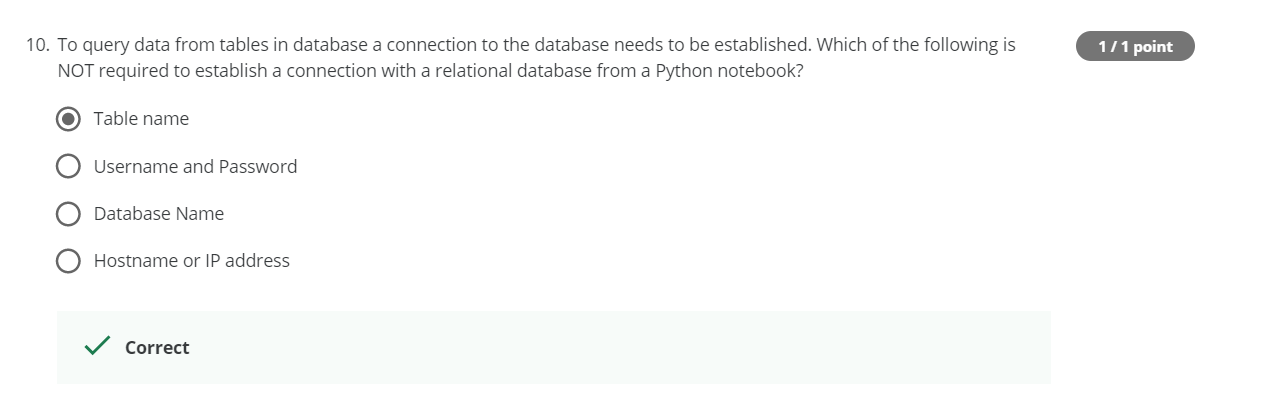 10. To query data from tables in database a connection to the database needs to be established. Which of the following is
NOT required to establish a connection with a relational database from a Python notebook?
1 / 1 point
Table name
Username and Password
Database Name
Hostname or IP address
Correct